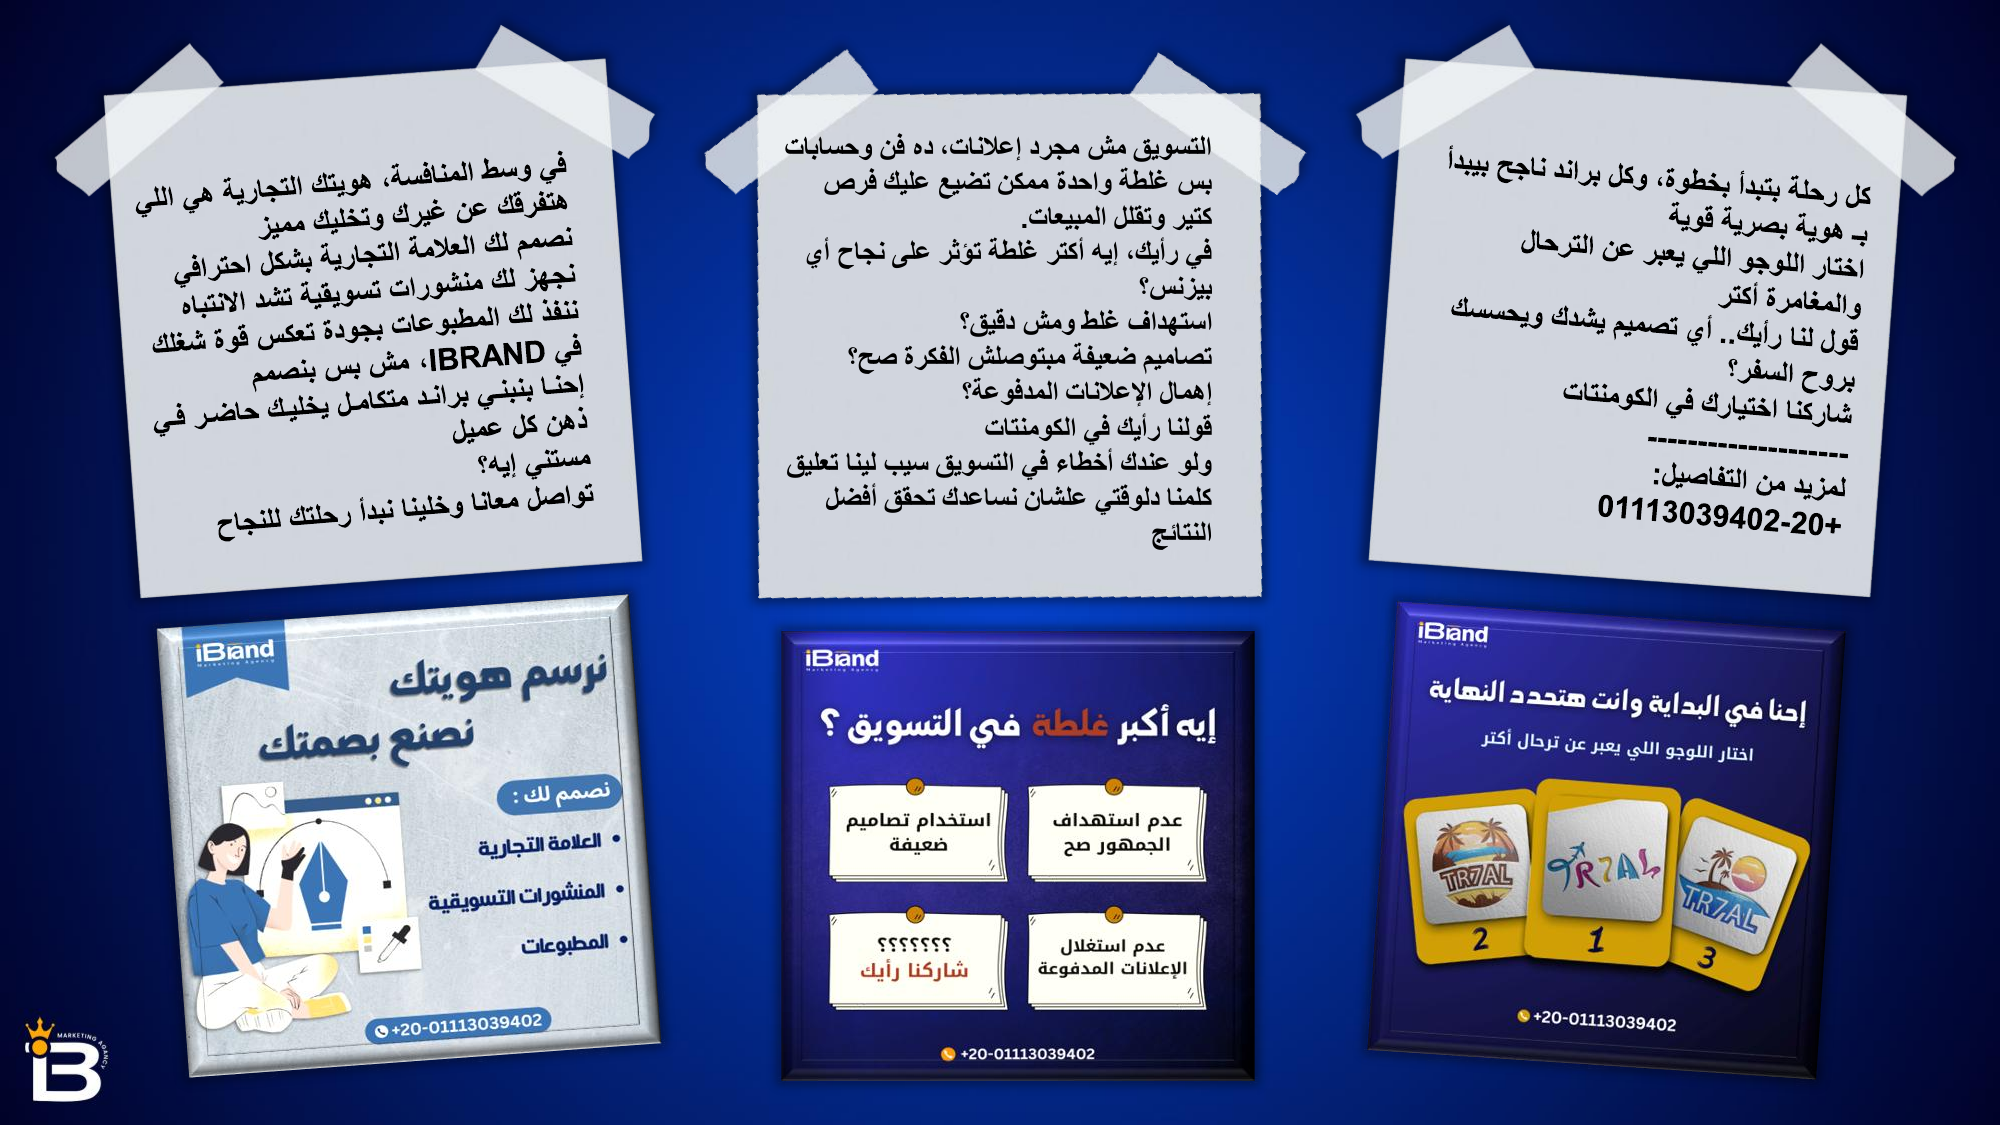 كل رحلة بتبدأ بخطوة، وكل براند ناجح بيبدأ
بـ هوية بصرية قوية
اختار اللوجو اللي يعبر عن الترحال
والمغامرة أكتر
قول لنا رأيك.. أي تصميم يشدك ويحسسك
بروح السفر؟
شاركنا اختيارك في الكومنتات
--------------------
لمزيد من التفاصيل:
01113039402-20+
التسويق مش مجرد إعلانات، ده فن وحسابات
بس غلطة واحدة ممكن تضيع عليك فرص
كتير وتقلل المبيعات.
في رأيك، إيه أكتر غلطة تؤثر على نجاح أي
بيزنس؟
استهداف غلط ومش دقيق؟
تصاميم ضعيفة مبتوصلش الفكرة صح؟
إهمال الإعلانات المدفوعة؟
قولنا رأيك في الكومنتات
ولو عندك أخطاء في التسويق سيب لينا تعليق
كلمنا دلوقتي علشان نساعدك تحقق أفضل
النتائج
في وسط المنافسة، هويتك التجارية هي اللي
هتفرقك عن غيرك وتخليك مميز
نصمم لك العلامة التجارية بشكل احترافي
نجهز لك منشورات تسويقية تشد الانتباه
ننفذ لك المطبوعات بجودة تعكس قوة شغلك
في IBRAND، مش بس بنصمم
إحنا بنبني براند متكامل يخليك حاضر في
ذهن كل عميل
مستني إيه؟
تواصل معانا وخلينا نبدأ رحلتك للنجاح
iBrand
Marketing Agency
إحنا في البداية وانت هتحدد النهاية
اختار اللوجو اللي يعبر عن ترحال أكتر
TR7AL
2
TR7AL
1
TR7AL
3
+20-01113039402
iBrand
Marketing Agency
إيه أكبر غلطة في التسويق ؟
عدم استهداف
الجمهور صح
استخدام تصاميم
ضعيفة
عدم استغلال
الإعلانات المدفوعة
؟؟؟؟؟؟؟
شاركنا رأيك
+20-01113039402
iBrand
Marketing Agency
نرسم هويتك
نصنع بصمتك
نصمم لك :
• العلامة التجارية
• المنشورات التسويقية
• المطبوعات
+20-01113039402
iB
MARKETING AGANCY